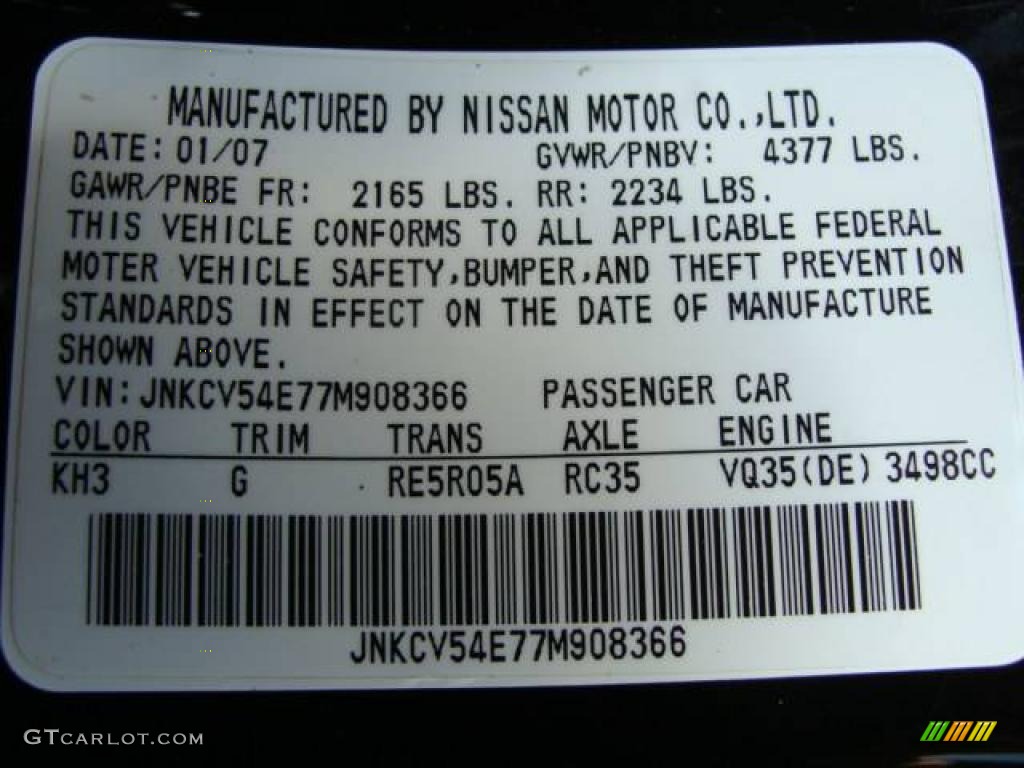 MANUFACTURED BY NISSAN MOTOR CO.,LTD.
DATE: 01/07 GVWR/PNBV: 4377 LBS.
GAWR/PNBE FR: 2165 LBS. RR: 2234 LBS.
THIS VEHICLE CONFORMS TO ALL APPLICABLE FEDERAL
MOTER VEHICLE SAFETY,BUMPER,AND THEFT PREVENTION
STANDARDS IN EFFECT ON THE DATE OF MANUFACTURE
SHOWN ABOVE.
VIN:JNKCV54E77M908366 PASSENGER CAR
COLOR TRIM TRANS AXLE ENGINE
KH3 G RE5R05A RC35 VQ35(DE) 3498CC
JNKCV54E77M908366
GTCARLOT.COM